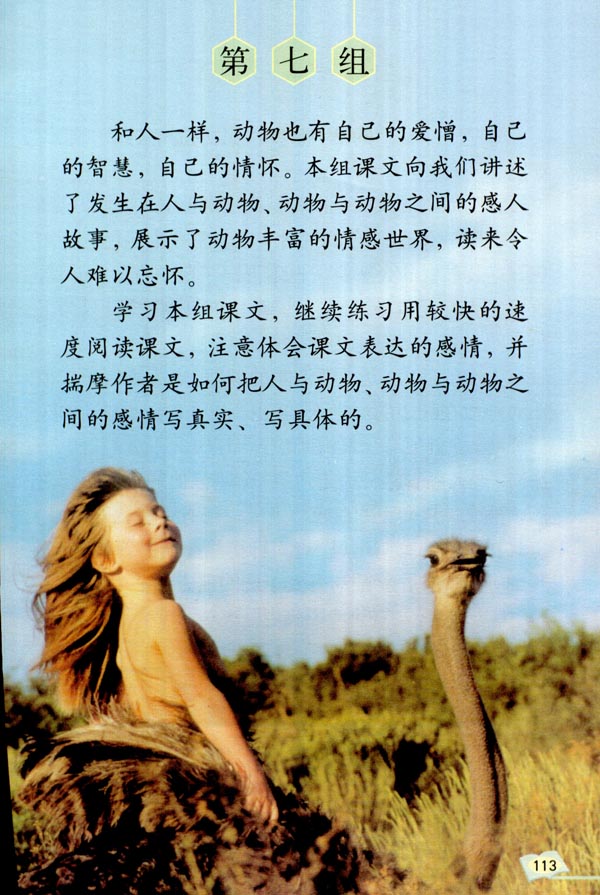 第七组
和人一样，动物也有自己的爱憎，自己
的智慧，自己的情怀。本组课文向我们讲述
了发生在人与动物、动物与动物之间的感人
故事，展示了动物丰富的情感世界，读来令
人难以忘怀。
学习本组课文，继续练习用较快的速
度阅读课文，注意体会课文表达的感情，并
揣摩作者是如何把人与动物、动物与动物之
间的感情写真实、写具体的。
113